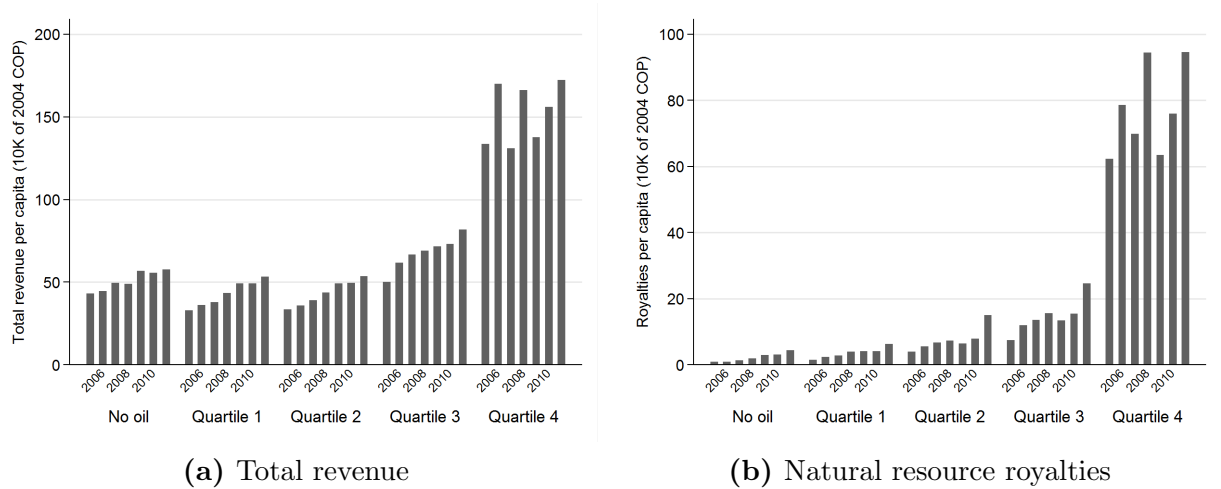 Total revenue per capita (10K of 2004 COP)
200
150
100
50
0
2006 2008 2010 2006 2008 2010 2006 2008 2010 2006 2008 2010 2006 2008 2010
No oil Quartile 1 Quartile 2 Quartile 3 Quartile 4
(a) Total revenue
Royalties per capita (10K of 2004 COP)
100
80
60
40
20
0
2006 2008 2010 2006 2008 2010 2006 2008 2010 2006 2008 2010 2006 2008 2010
No oil Quartile 1 Quartile 2 Quartile 3 Quartile 4
(b) Natural resource royalties